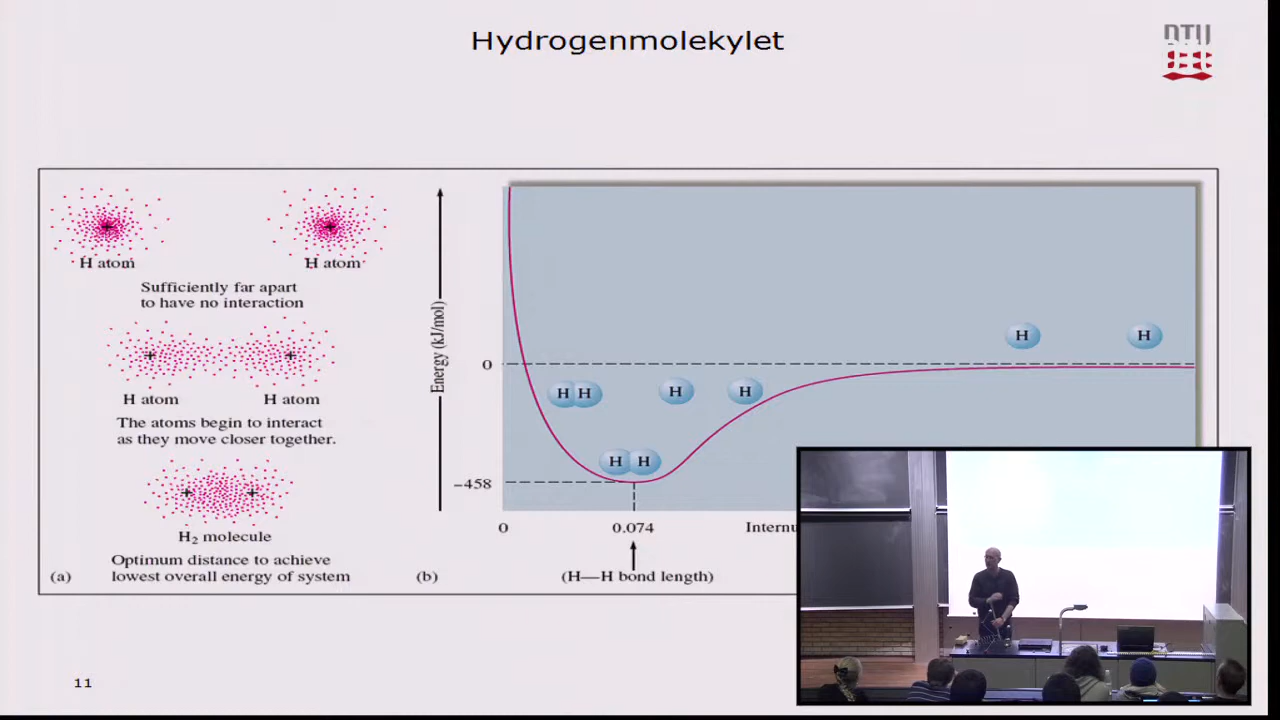 Hydrogenmolekylet
DTU
H atom
H atom
Sufficiently far apart
to have no interaction
H atom
H atom
The atoms begin to interact
as they move closer together.
H₂ molecule
Optimum distance to achieve
lowest overall energy of system
(a)
(b)
Energy (kJ/mol)
0
−458
H H
H H
H H
H H
0
0.074
Internu
(H—H bond length)
11